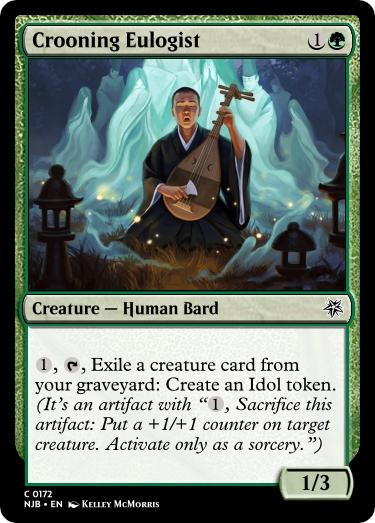 Crooning Eulogist 1
Creature — Human Bard
1, Exile a creature card from
your graveyard: Create an Idol token.
(It's an artifact with “1, Sacrifice this
artifact: Put a +1/+1 counter on target
creature. Activate only as a sorcery.”)
1/3
C 0172
NJB • EN Kelley McMorris